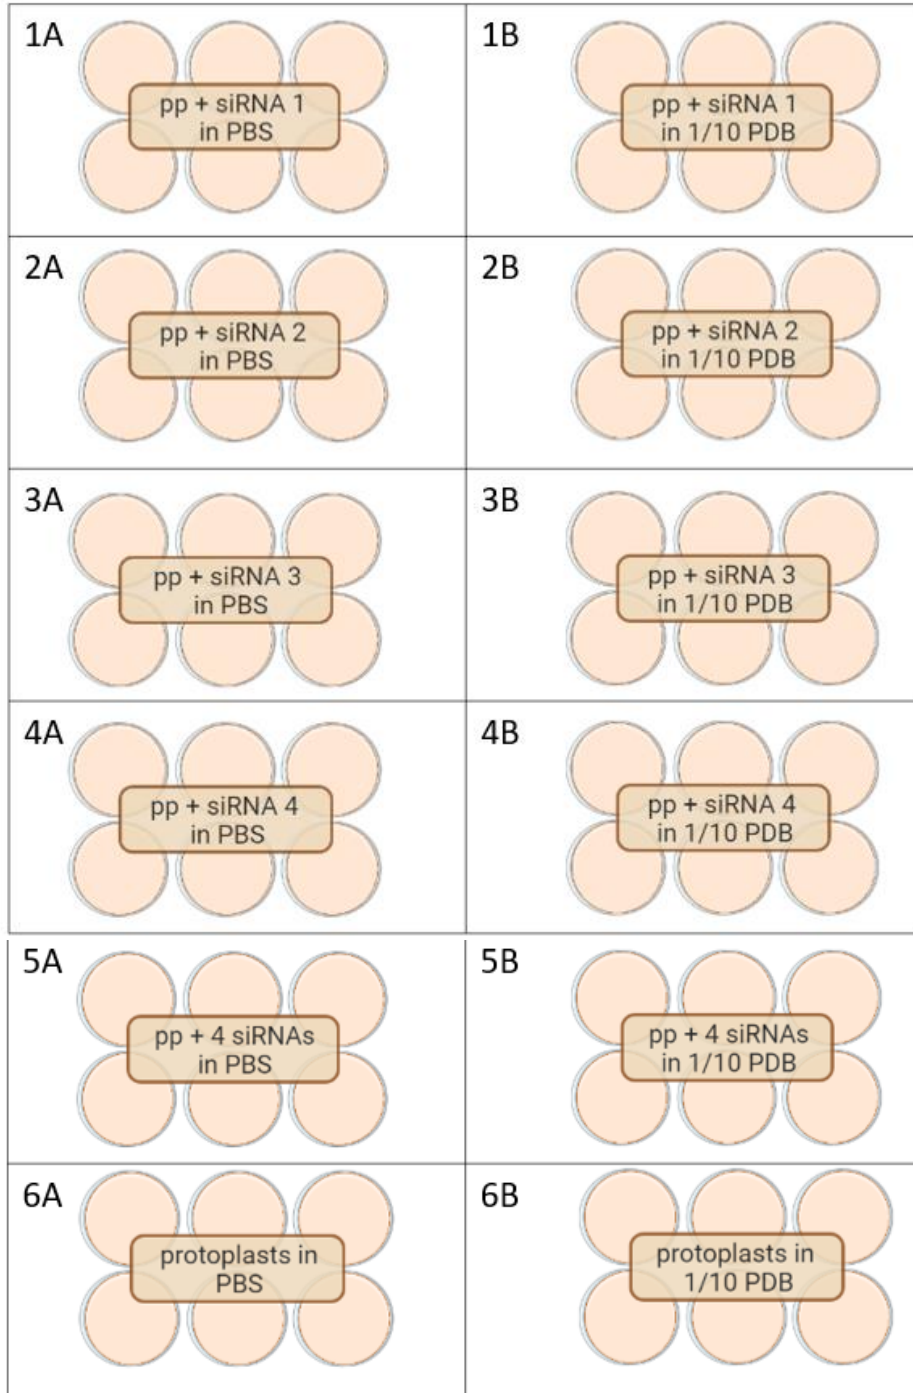 1A
pp + siRNA 1
in PBS
1B
pp + siRNA 1
in 1/10 PDB
2A
pp + siRNA 2
in PBS
2B
pp + siRNA 2
in 1/10 PDB
3A
pp + siRNA 3
in PBS
3B
pp + siRNA 3
in 1/10 PDB
4A
pp + siRNA 4
in PBS
4B
pp + siRNA 4
in 1/10 PDB
5A
pp + 4 siRNAs
in PBS
5B
pp + 4 siRNAs
in 1/10 PDB
6A
protoplasts in
PBS
6B
protoplasts in
1/10 PDB